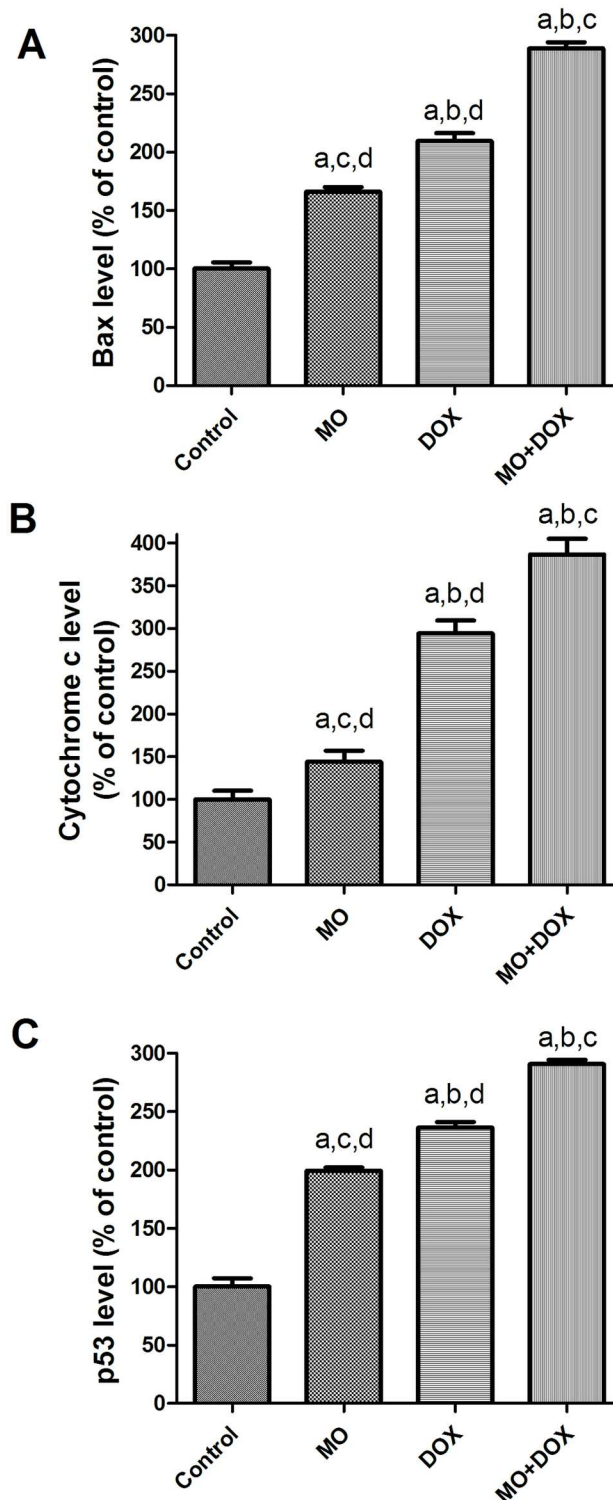 A
Bax level (% of control)
300
250
200
150
100
50
0
a,c,d
a,b,d
a,b,c
Control
MO
DOX
MO+DOX
B
Cytochrome c level
(% of control)
400
350
300
250
200
150
100
50
0
a,c,d
a,b,d
a,b,c
Control
MO
DOX
MO+DOX
C
p53 level (% of control)
300
250
200
150
100
50
0
a,c,d
a,b,d
a,b,c
Control
MO
DOX
MO+DOX